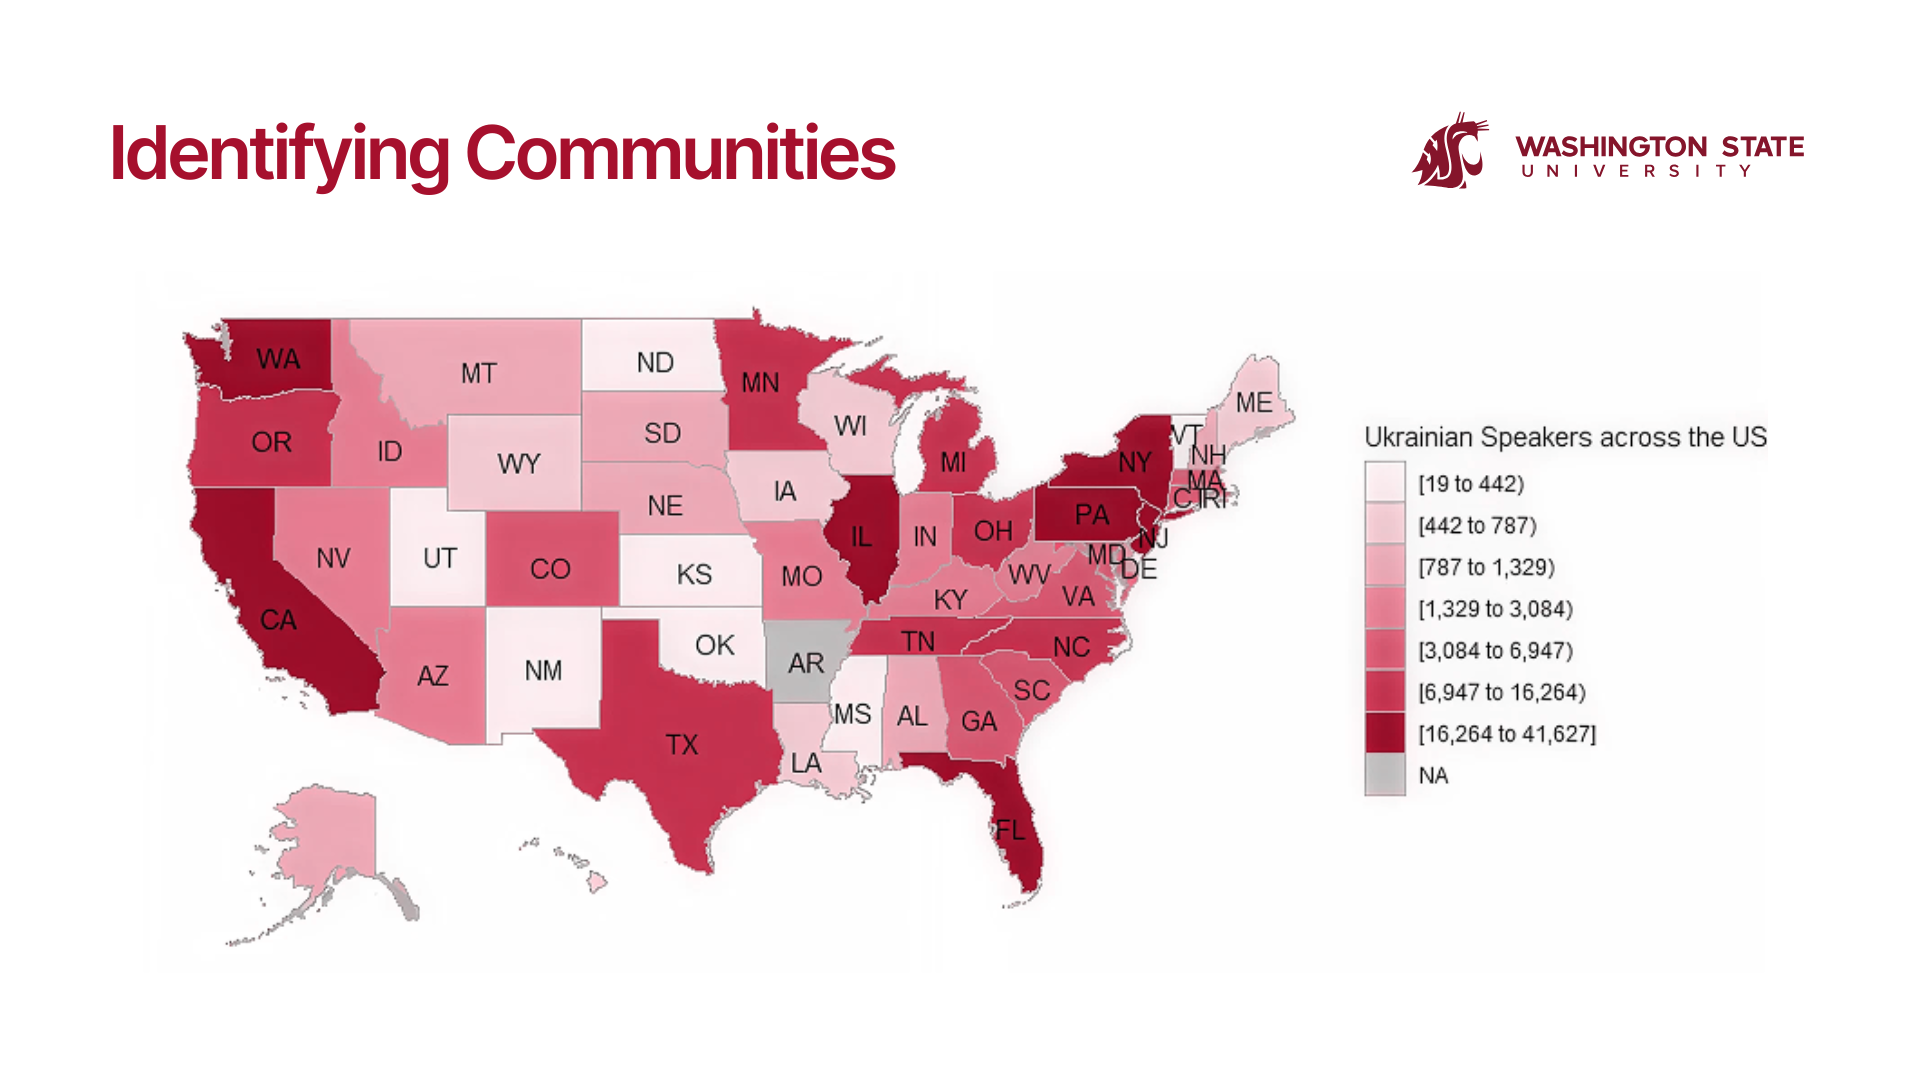 Identifying Communities
WASHINGTON STATE
UNIVERSITY
WA
MT
ND
MN
OR
ID
WY
SD
WI
MI
NY
VT
NH
ME
MA
CT
RI
NV
UT
CO
NE
IA
IL
IN
OH
PA
NJ
MD
DE
CA
KS
MO
KY
WV
VA
AZ
NM
OK
AR
TN
NC
SC
TX
LA
MS
AL
GA
FL
Ukrainian Speakers across the US
[19 to 442)
[442 to 787)
[787 to 1,329)
[1,329 to 3,084)
[3,084 to 6,947)
[6,947 to 16,264)
[16,264 to 41,627]
NA